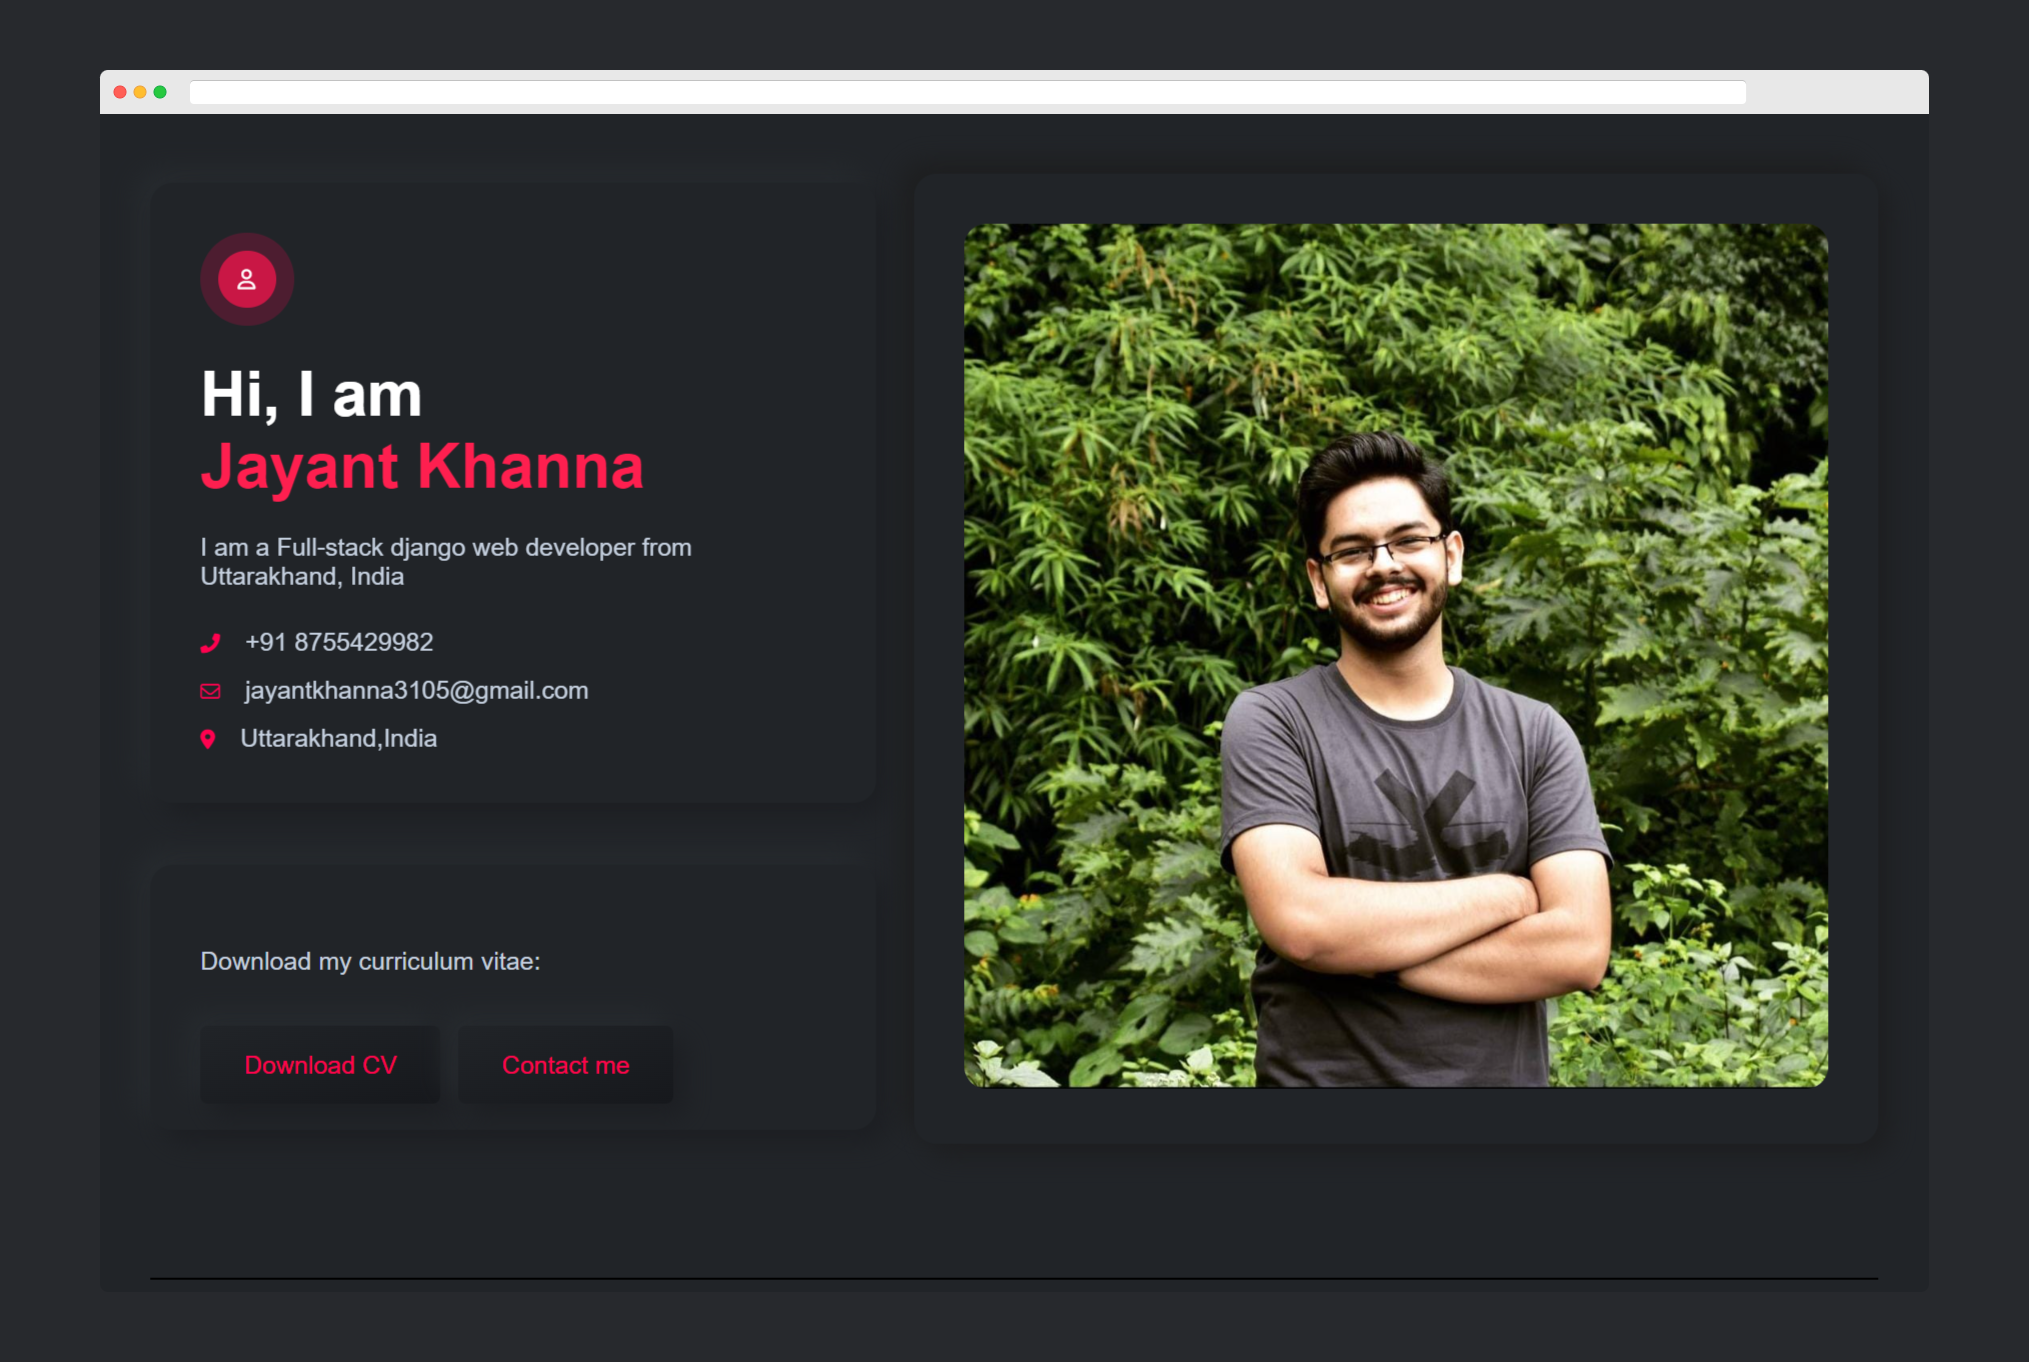 Hi, I am
Jayant Khanna
I am a Full-stack django web developer from
Uttarakhand, India
+91 8755429982
jayantkhanna3105@gmail.com
Uttarakhand,India
Download my curriculum vitae:
Download CV
Contact me